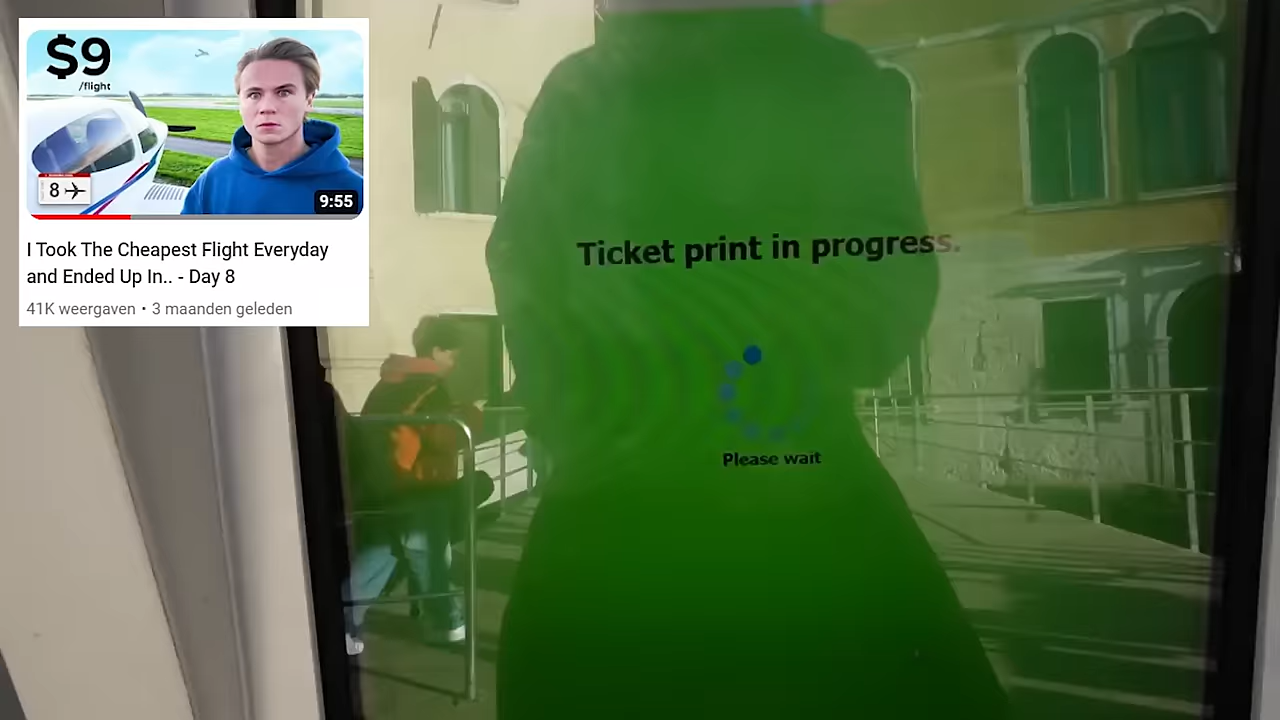 $9
/flight
8
9:55
I Took The Cheapest Flight Everyday
and Ended Up In.. - Day 8
41K weergaven • 3 maanden geleden
Ticket print in progress.
Please wait